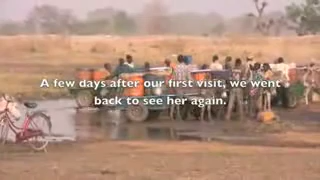 A few days after our first visit, we went
back to see her again.